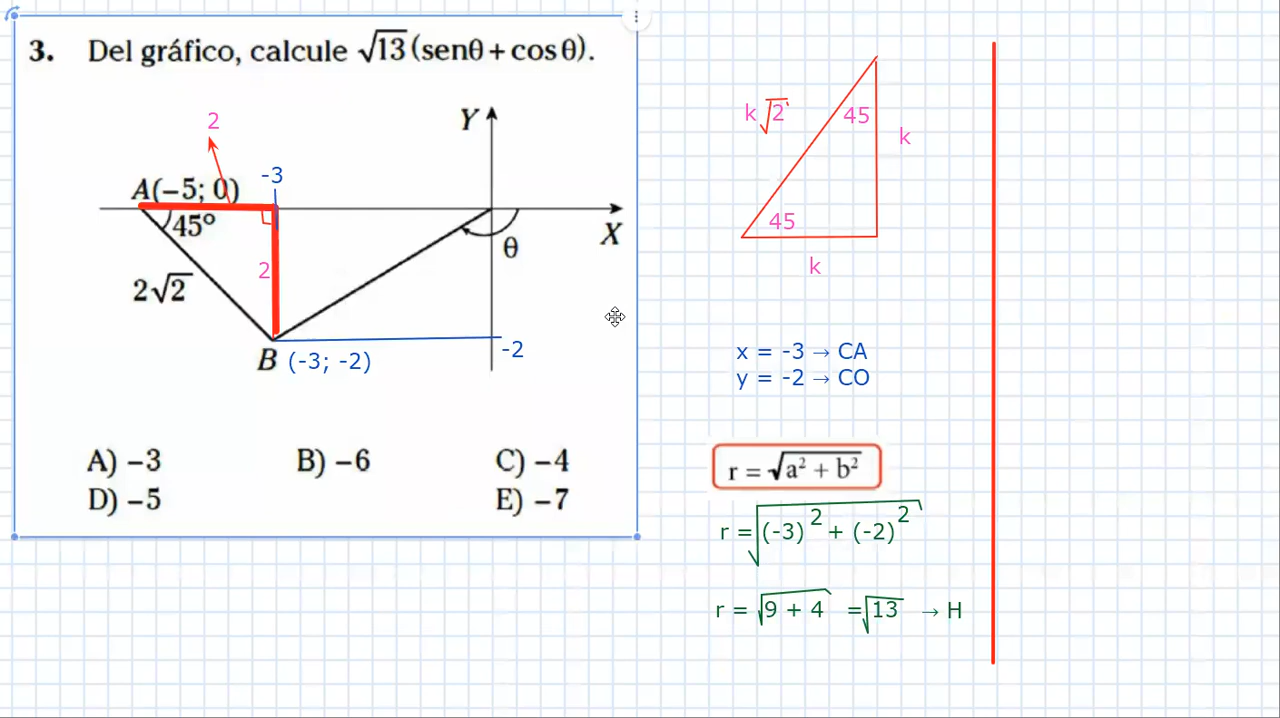 3. Del gráfico, calcule √13(senθ + cosθ).
Y
2
-3
A(−5; 0)
45°
X
θ
2
2√2
-2
B (-3; -2)
A) −3 B) −6 C) −4
D) −5 E) −7
k√2
45
k
45
k
x = -3 → CA
y = -2 → CO
r = √a² + b²
r = √(-3)² + (-2)²
r = √9 + 4 = √13 → H